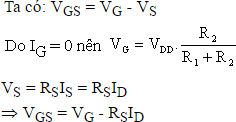 Ta có: V_GS = V_G - V_S
Do I_G = 0 nên V_G = V_DD . R_2 / (R_1 + R_2)
V_S = R_SI_S = R_SI_D
⇒ V_GS = V_G - R_SI_D